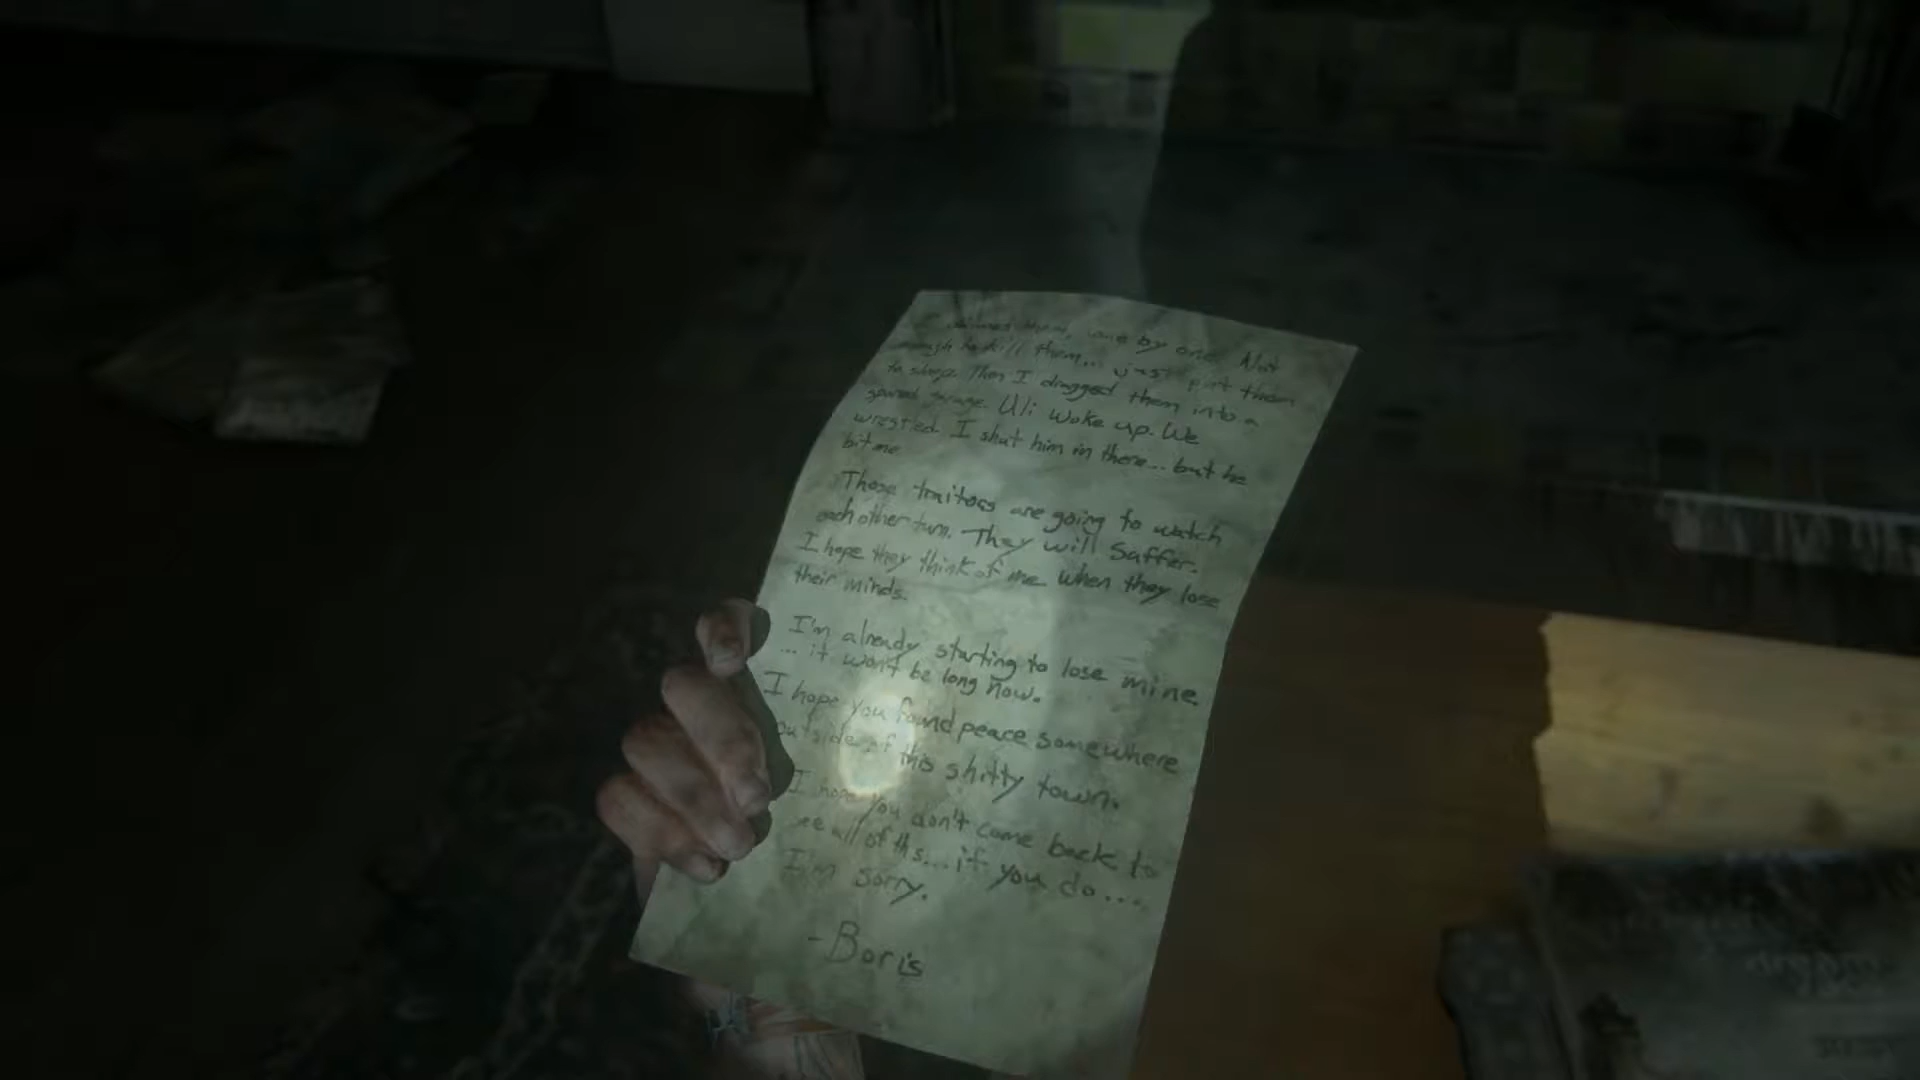 them, one by one. Not
enough to kill them... just put them
to sleep. Then I dragged them into a
garage. Uli woke up. We
wrestled. I shut him in there... but he
bit me.
Those traitors are going to watch
each other turn. They will suffer.
I hope they think of me when they lose
their minds.
I'm already starting to lose mine
... it won't be long now.
I hope you found peace somewhere
outside of this shitty town.
I hope you don't come back to
see all of this... if you do....
I'm sorry.
-Boris